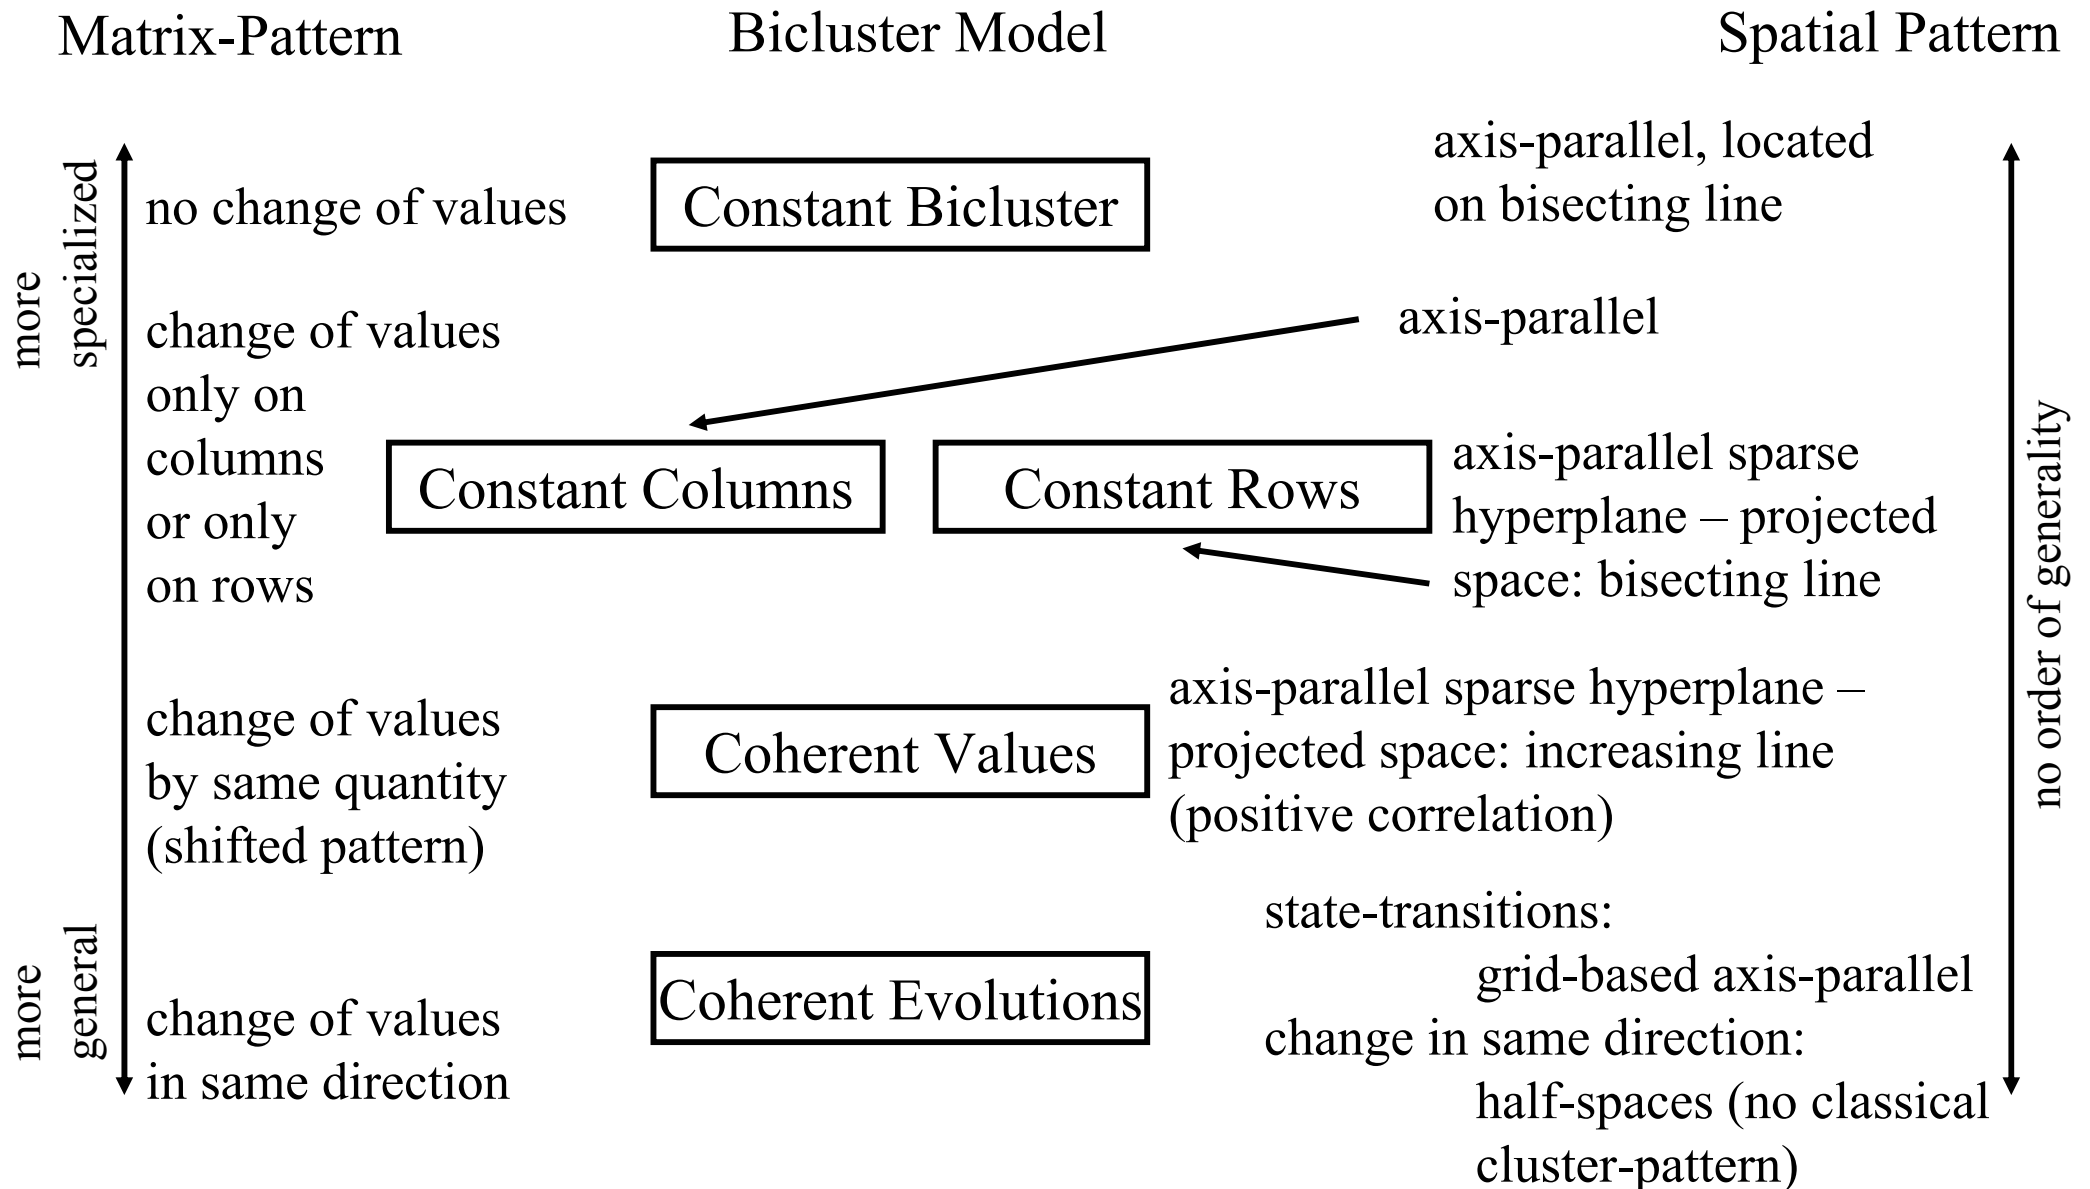 Matrix-Pattern
Bicluster Model
Spatial Pattern
more
specialized
no change of values
Constant Bicluster
axis-parallel, located
on bisecting line
change of values
only on
columns
or only
on rows
axis-parallel
Constant Columns
Constant Rows
axis-parallel sparse
hyperplane – projected
space: bisecting line
no order of generality
change of values
by same quantity
(shifted pattern)
Coherent Values
axis-parallel sparse hyperplane –
projected space: increasing line
(positive correlation)
more
general
change of values
in same direction
Coherent Evolutions
state-transitions:
grid-based axis-parallel
change in same direction:
half-spaces (no classical
cluster-pattern)